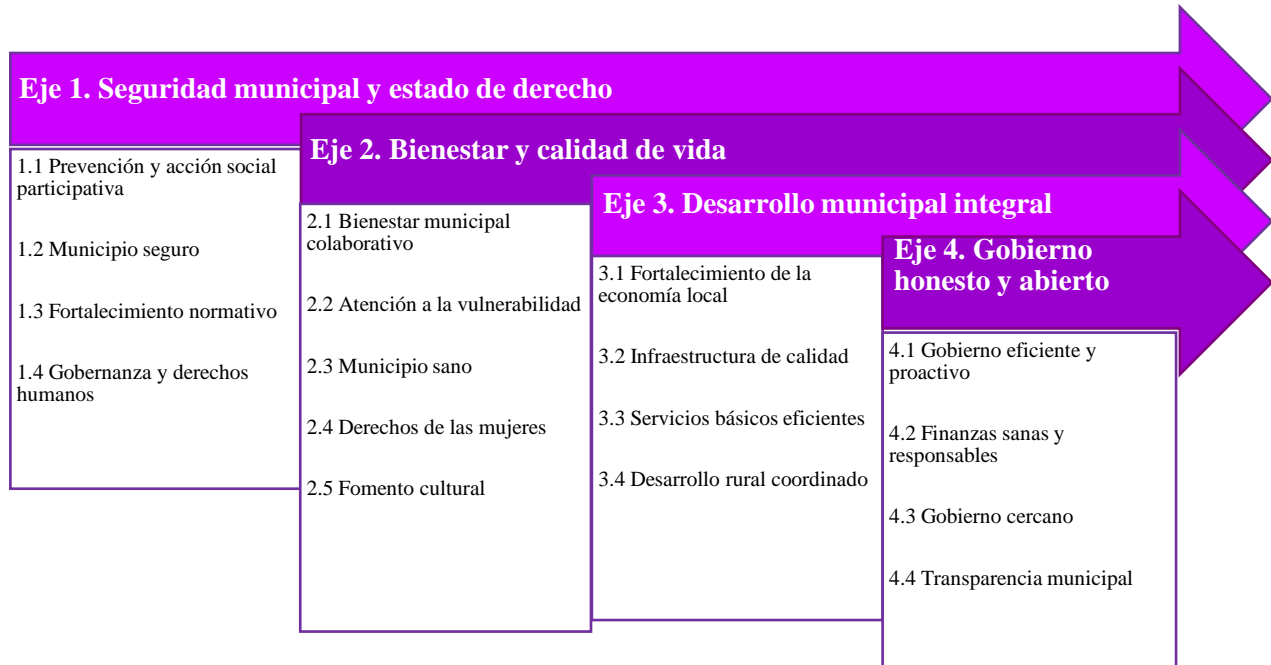 Eje 1. Seguridad municipal y estado de derecho
1.1 Prevención y acción social
participativa
1.2 Municipio seguro
1.3 Fortalecimiento normativo
1.4 Gobernanza y derechos
humanos
Eje 2. Bienestar y calidad de vida
2.1 Bienestar municipal
colaborativo
2.2 Atención a la vulnerabilidad
2.3 Municipio sano
2.4 Derechos de las mujeres
2.5 Fomento cultural
Eje 3. Desarrollo municipal integral
3.1 Fortalecimiento de la
economía local
3.2 Infraestructura de calidad
3.3 Servicios básicos eficientes
3.4 Desarrollo rural coordinado
Eje 4. Gobierno
honesto y abierto
4.1 Gobierno eficiente y
proactivo
4.2 Finanzas sanas y
responsables
4.3 Gobierno cercano
4.4 Transparencia municipal